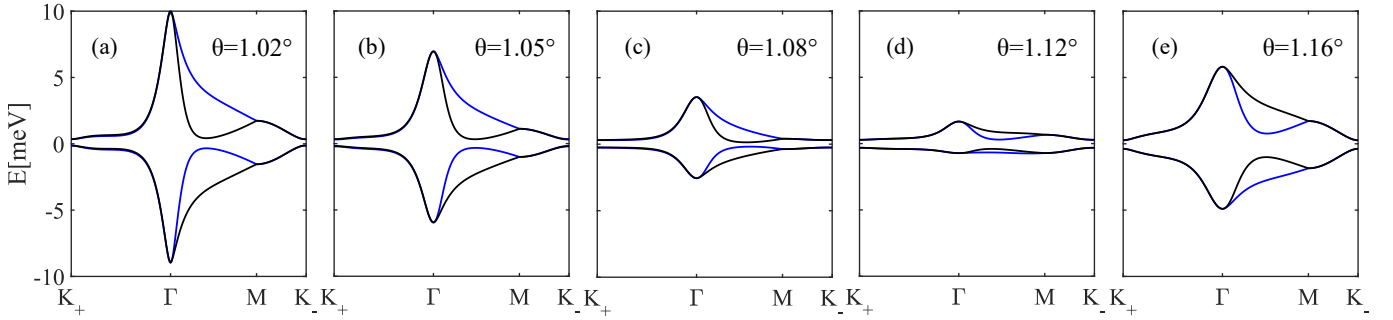 (a) θ=1.02°
(b) θ=1.05°
(c) θ=1.08°
(d) θ=1.12°
(e) θ=1.16°
E[meV]
10
5
0
-5
-10
K₊ Γ M K₋
K₊ Γ M K₋
K₊ Γ M K₋
K₊ Γ M K₋
K₊ Γ M K₋